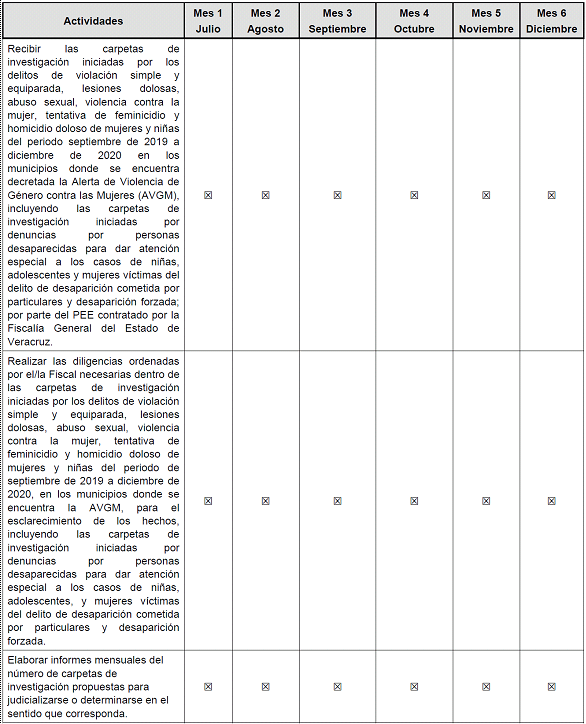 Actividades
Mes 1 Julio
Mes 2 Agosto
Mes 3 Septiembre
Mes 4 Octubre
Mes 5 Noviembre
Mes 6 Diciembre
Recibir las carpetas de
investigación iniciadas por los
delitos de violación simple y
equiparada, lesiones dolosas,
abuso sexual, violencia contra la
mujer, tentativa de feminicidio y
homicidio doloso de mujeres y niñas
del periodo septiembre de 2019 a
diciembre de 2020 en los
municipios donde se encuentra
decretada la Alerta de Violencia de
Género contra las Mujeres (AVGM),
incluyendo las carpetas de
investigación iniciadas por
denuncias por personas
desaparecidas para dar atención
especial a los casos de niñas,
adolescentes y mujeres víctimas del
delito de desaparición cometida por
particulares y desaparición forzada;
por parte del PEE contratado por la
Fiscalía General del Estado de
Veracruz.
☒ ☒ ☒ ☒ ☒ ☒
Realizar las diligencias ordenadas
por el/la Fiscal necesarias dentro de
las carpetas de investigación
iniciadas por los delitos de violación
simple y equiparada, lesiones
dolosas, abuso sexual, violencia
contra la mujer, tentativa de
feminicidio y homicidio doloso de
mujeres y niñas del periodo de
septiembre de 2019 a diciembre de
2020, en los municipios donde se
encuentra la AVGM, para el
esclarecimiento de los hechos,
incluyendo las carpetas de
investigación iniciadas por
denuncias por personas
desaparecidas para dar atención
especial a los casos de niñas,
adolescentes, y mujeres víctimas
del delito de desaparición cometida
por particulares y desaparición
forzada.
☒ ☒ ☒ ☒ ☒ ☒
Elaborar informes mensuales del
número de carpetas de
investigación propuestas para
judicializarse o determinarse en el
sentido que corresponda.
☒ ☒ ☒ ☒ ☒ ☒